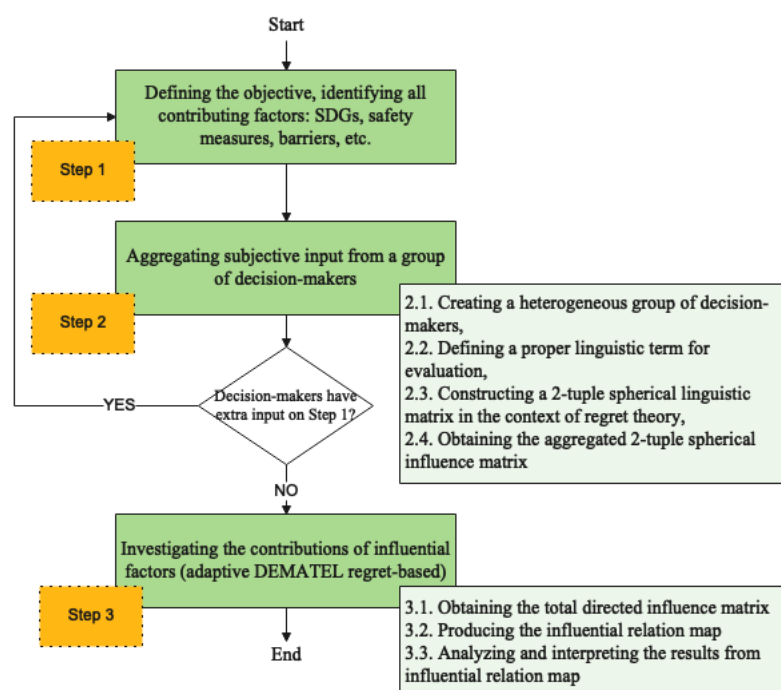 Start
Defining the objective, identifying all
contributing factors: SDGs, safety
measures, barriers, etc.
Step 1
Aggregating subjective input from a group
of decision-makers
Step 2
2.1. Creating a heterogeneous group of decision-
makers,
2.2. Defining a proper linguistic term for
evaluation,
2.3. Constructing a 2-tuple spherical linguistic
matrix in the context of regret theory,
2.4. Obtaining the aggregated 2-tuple spherical
influence matrix
Decision-makers have
extra input on Step 1?
YES
NO
Investigating the contributions of influential
factors (adaptive DEMATEL regret-based)
Step 3
3.1. Obtaining the total directed influence matrix
3.2. Producing the influential relation map
3.3. Analyzing and interpreting the results from
influential relation map
End